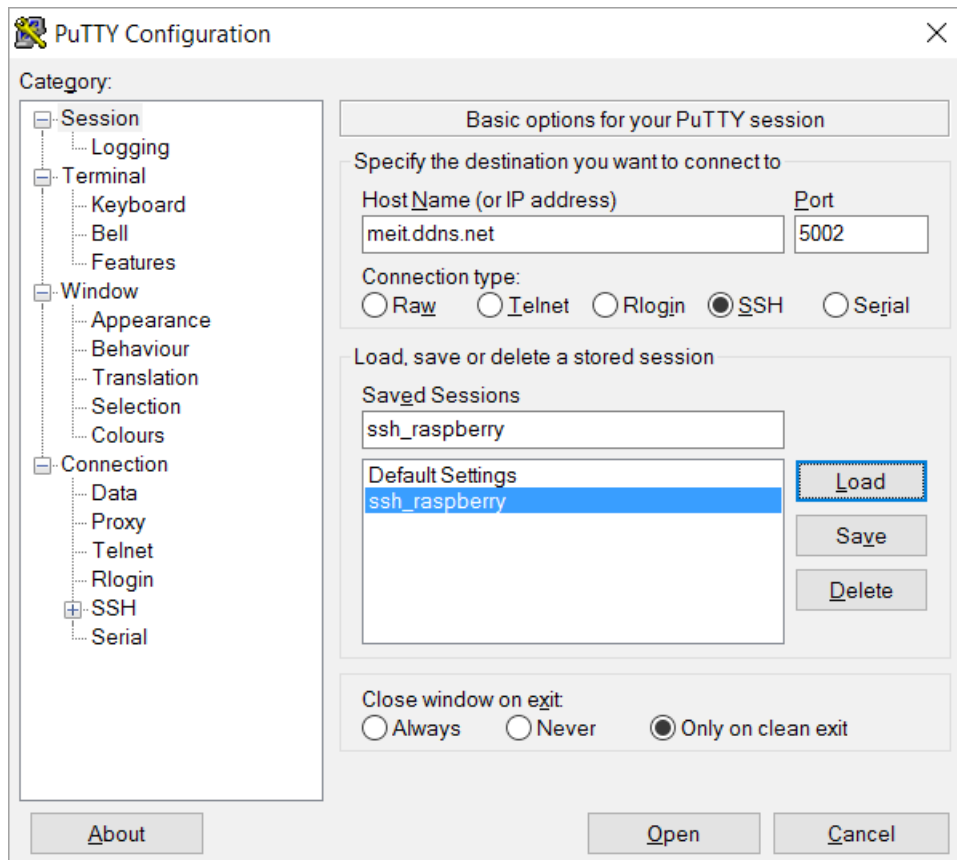 PuTTY Configuration
Category:
Session
Logging
Terminal
Keyboard
Bell
Features
Window
Appearance
Behaviour
Translation
Selection
Colours
Connection
Data
Proxy
Telnet
Rlogin
SSH
Serial
Basic options for your PuTTY session
Specify the destination you want to connect to
Host Name (or IP address) Port
meit.ddns.net 5002
Connection type:
Raw Telnet Rlogin SSH Serial
Load, save or delete a stored session
Saved Sessions
ssh_raspberry
Default Settings
ssh_raspberry
Load
Save
Delete
Close window on exit:
Always Never Only on clean exit
About Open Cancel